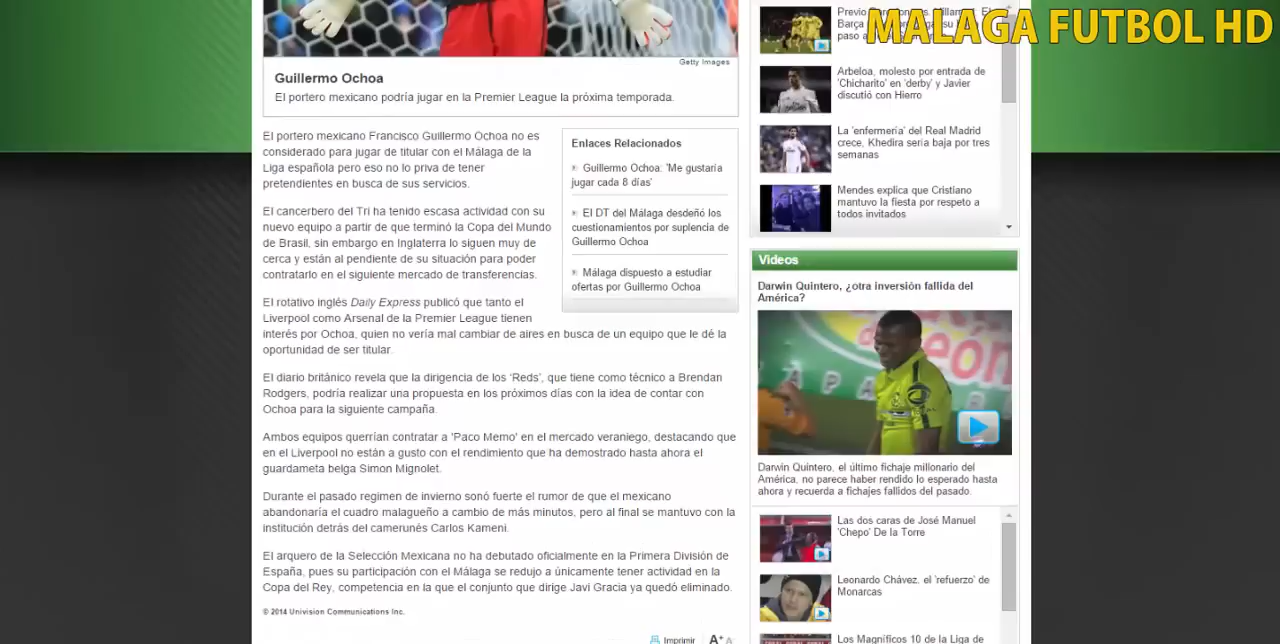 MALAGA FUTBOL HD
Getty Images
Guillermo Ochoa
El portero mexicano podría jugar en la Premier League la próxima temporada.
El portero mexicano Francisco Guillermo Ochoa no es
considerado para jugar de titular con el Málaga de la
Liga española pero eso no lo priva de tener
pretendientes en busca de sus servicios.
El cancerbero del Tri ha tenido escasa actividad con su
nuevo equipo a partir de que terminó la Copa del Mundo
de Brasil, sin embargo en Inglaterra lo siguen muy de
cerca y están al pendiente de su situación para poder
contratarlo en el siguiente mercado de transferencias.
El rotativo inglés Daily Express publicó que tanto el
Liverpool como Arsenal de la Premier League tienen
interés por Ochoa, quien no vería mal cambiar de aires en busca de un equipo que le dé la
oportunidad de ser titular.
El diario británico revela que la dirigencia de los 'Reds', que tiene como técnico a Brendan
Rodgers, podría realizar una propuesta en los próximos días con la idea de contar con
Ochoa para la siguiente campaña.
Ambos equipos querrían contratar a 'Paco Memo' en el mercado veraniego, destacando que
en el Liverpool no están a gusto con el rendimiento que ha demostrado hasta ahora el
guardameta belga Simon Mignolet.
Durante el pasado regimen de invierno sonó fuerte el rumor de que el mexicano
abandonaría el cuadro malagueño a cambio de más minutos, pero al final se mantuvo con la
institución detrás del camerunés Carlos Kameni.
El arquero de la Selección Mexicana no ha debutado oficialmente en la Primera División de
España, pues su participación con el Málaga se redujo a únicamente tener actividad en la
Copa del Rey, competencia en la que el conjunto que dirige Javi Gracia ya quedó eliminado.
© 2014 Univision Communications Inc.
Imprimir A+ A-
Enlaces Relacionados
Guillermo Ochoa: 'Me gustaría
jugar cada 8 días'
El DT del Málaga desdeñó los
cuestionamientos por suplencia de
Guillermo Ochoa
Málaga dispuesto a estudiar
ofertas por Guillermo Ochoa
Previo
Barça
paso a
Arbeloa, molesto por entrada de
'Chicharito' en 'derby' y Javier
discutió con Hierro
La 'enfermería' del Real Madrid
crece, Khedira sería baja por tres
semanas
Mendes explica que Cristiano
mantuvo la fiesta por respeto a
todos invitados
Videos
Darwin Quintero, ¿otra inversión fallida del
América?
Darwin Quintero, el último fichaje millonario del
América, no parece haber rendido lo esperado hasta
ahora y recuerda a fichajes fallidos del pasado.
Las dos caras de José Manuel
'Chepo' De la Torre
Leonardo Chávez, el 'refuerzo' de
Monarcas
Los Magníficos 10 de la Liga de